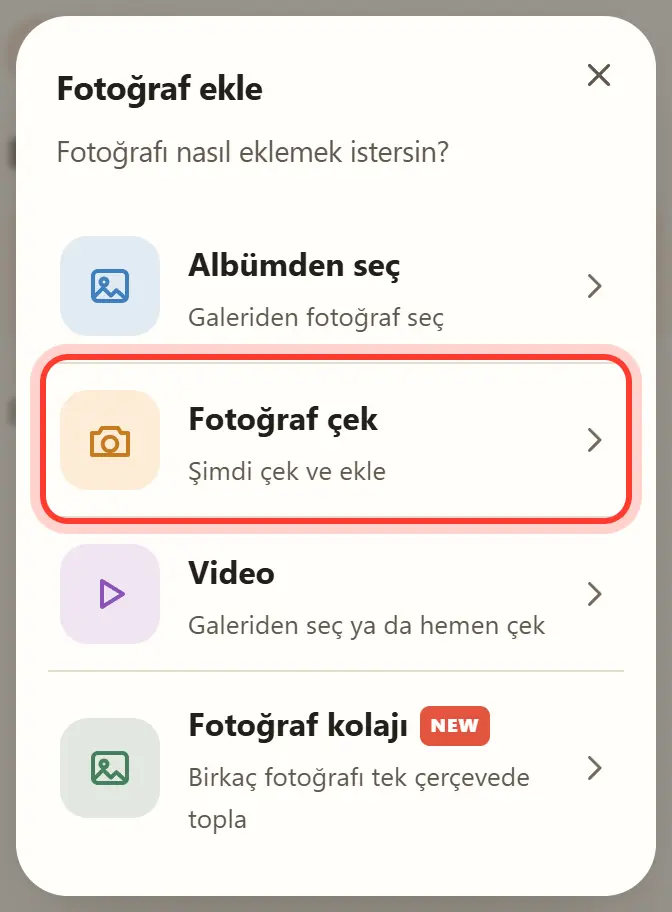 Fotoğraf ekle
Fotoğrafı nasıl eklemek istersin?
Albümden seç
Galeriden fotoğraf seç
Fotoğraf çek
Şimdi çek ve ekle
Video
Galeriden seç ya da hemen çek
Fotoğraf kolajı NEW
Birkaç fotoğrafı tek çerçevede
topla